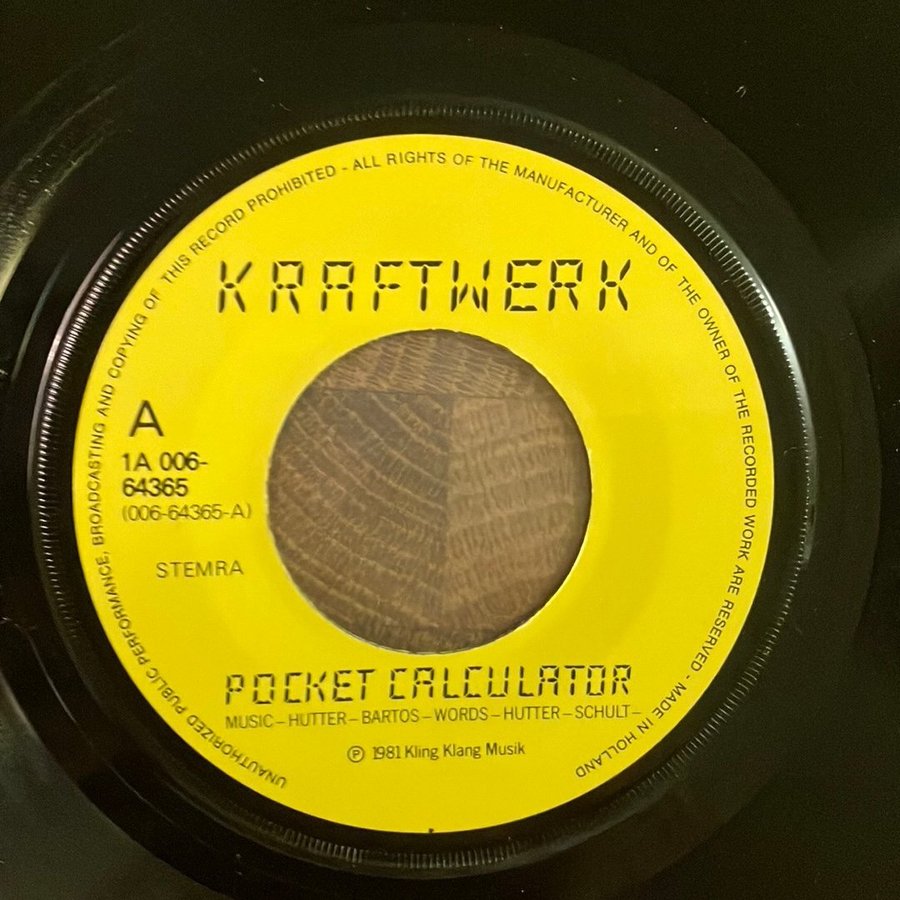 UNAUTHORIZED PUBLIC PERFORMANCE, BROADCASTING AND COPYING OF THIS RECORD PROHIBITED - ALL RIGHTS OF THE MANUFACTURER AND OF THE OWNER OF THE RECORDED WORK ARE RESERVED - MADE IN HOLLAND
KRAFTWERK
A
1A 006-
64365
(006-64365-A)
STEMRA
POCKET CALCULATOR
MUSIC – HUTTER – BARTOS – WORDS – HUTTER – SCHULT –
Ⓟ 1981 Kling Klang Musik